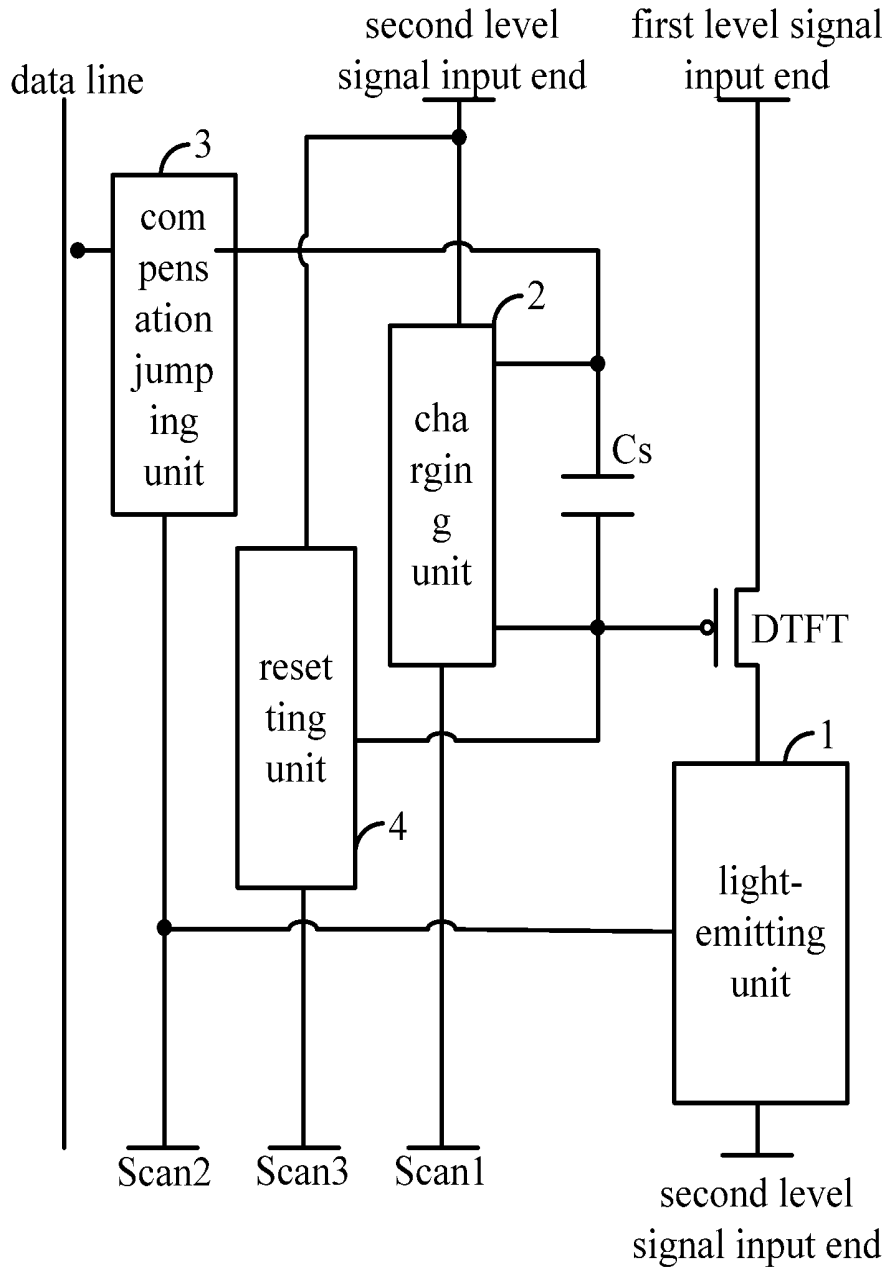 second level
signal input end
first level signal
input end
data line
3
com
pens
ation
jump
ing
unit
2
cha
rgin
g
unit
Cs
DTFT
reset
ting
unit
4
1
light-
emitting
unit
Scan2
Scan3
Scan1
second level
signal input end